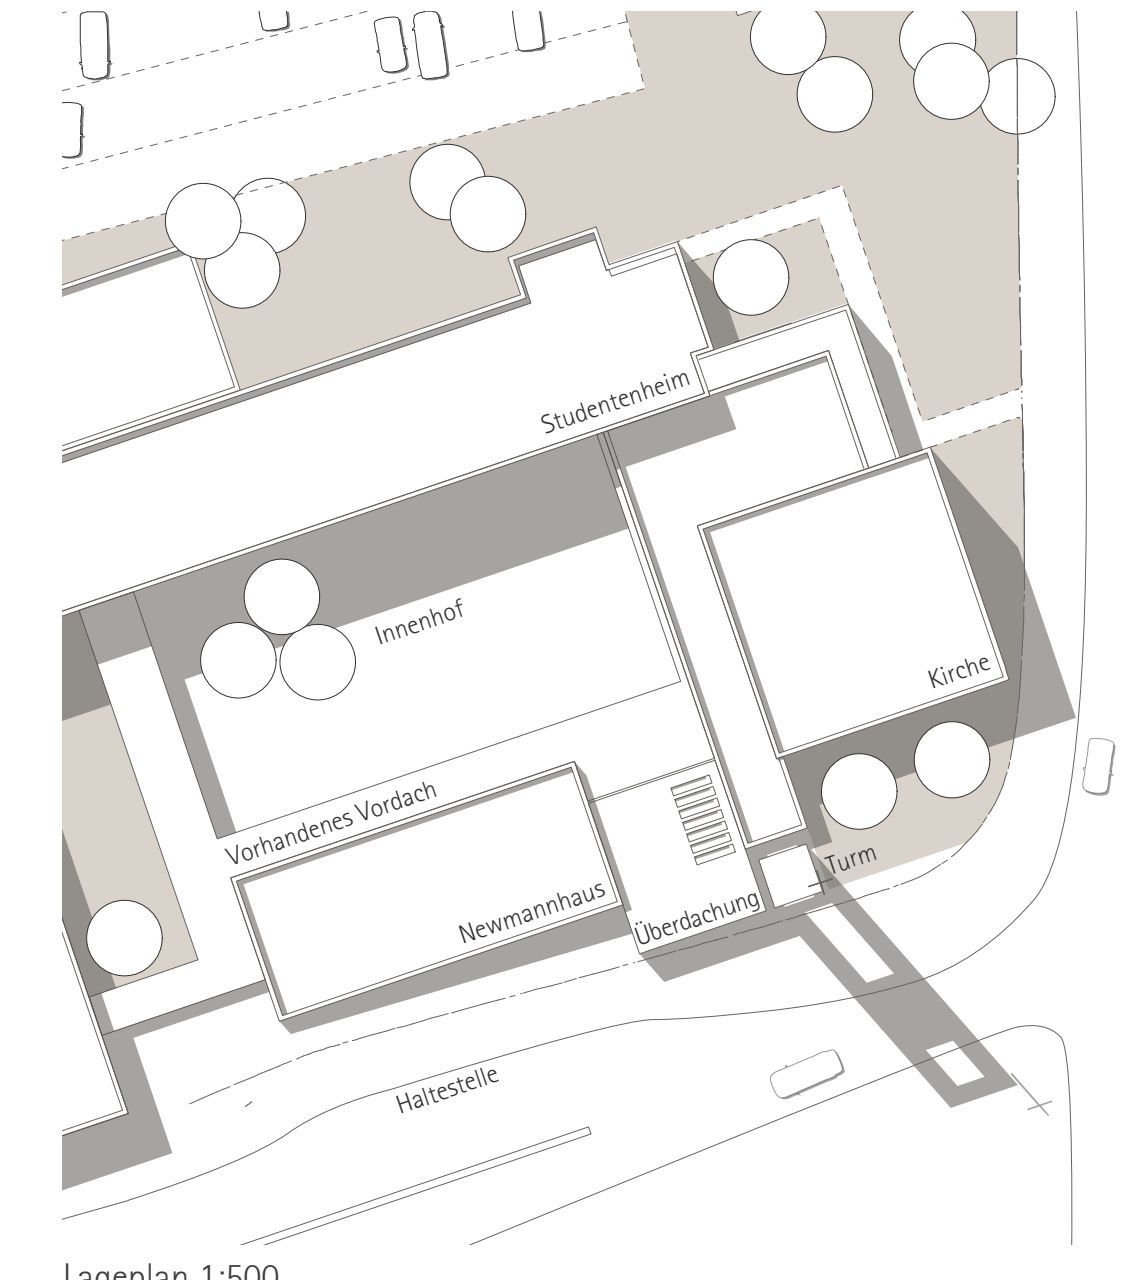 Studentenheim
Innenhof
Kirche
Vorhandenes Vordach
Turm
Newmannhaus
Überdachung
Haltestelle
Lageplan 1:500